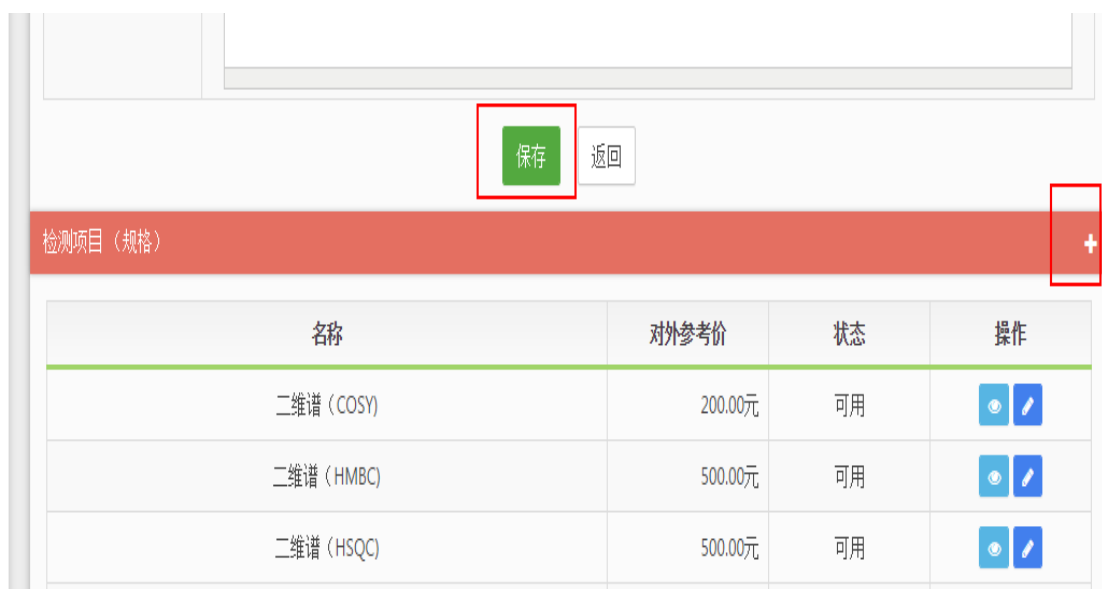 保存 返回
检测项目（规格）
名称 对外参考价 状态 操作
二维谱（COSY) 200.00元 可用
二维谱（HMBC) 500.00元 可用
二维谱（HSQC) 500.00元 可用